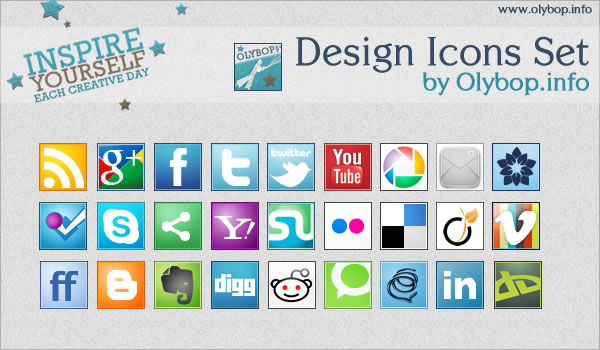 www.olybop.info
INSPIRE
YOURSELF
EACH CREATIVE DAY
OLYBOP
Design Icons Set
by Olybop.info
g+
f
t
twitter
You
Tube
S
Y!
v
ff
B
digg
in